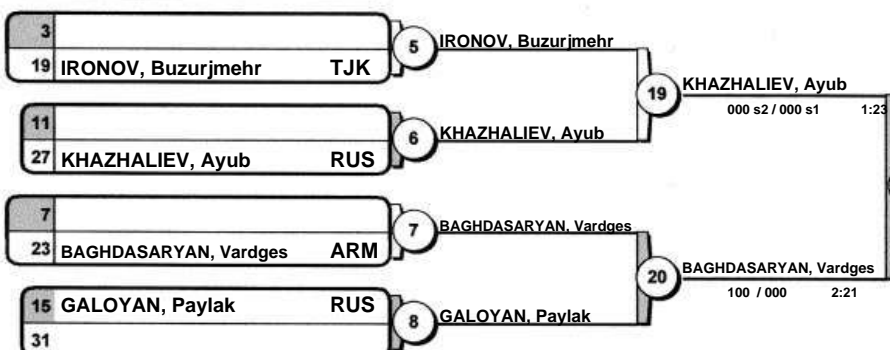 3
19 IRONOV, Buzurjmehr TJK
5
IRONOV, Buzurjmehr
11
27 KHAZHALIEV, Ayub RUS
6
KHAZHALIEV, Ayub
19
KHAZHALIEV, Ayub
000 s2 / 000 s1 1:23
7
23 BAGHDASARYAN, Vardges ARM
7
BAGHDASARYAN, Vardges
15 GALOYAN, Paylak RUS
31
8
GALOYAN, Paylak
20
BAGHDASARYAN, Vardges
100 / 000 2:21